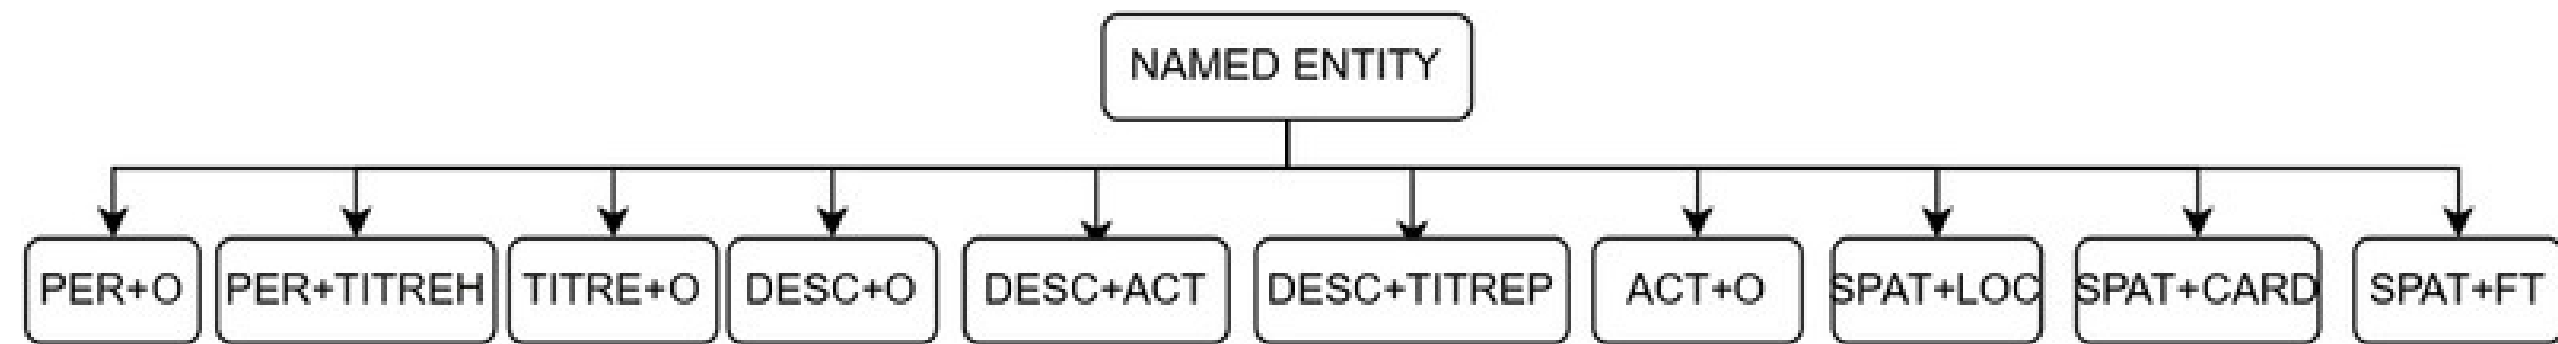 NAMED ENTITY
PER+O
PER+TITREH
TITRE+O
DESC+O
DESC+ACT
DESC+TITREP
ACT+O
SPAT+LOC
SPAT+CARD
SPAT+FT